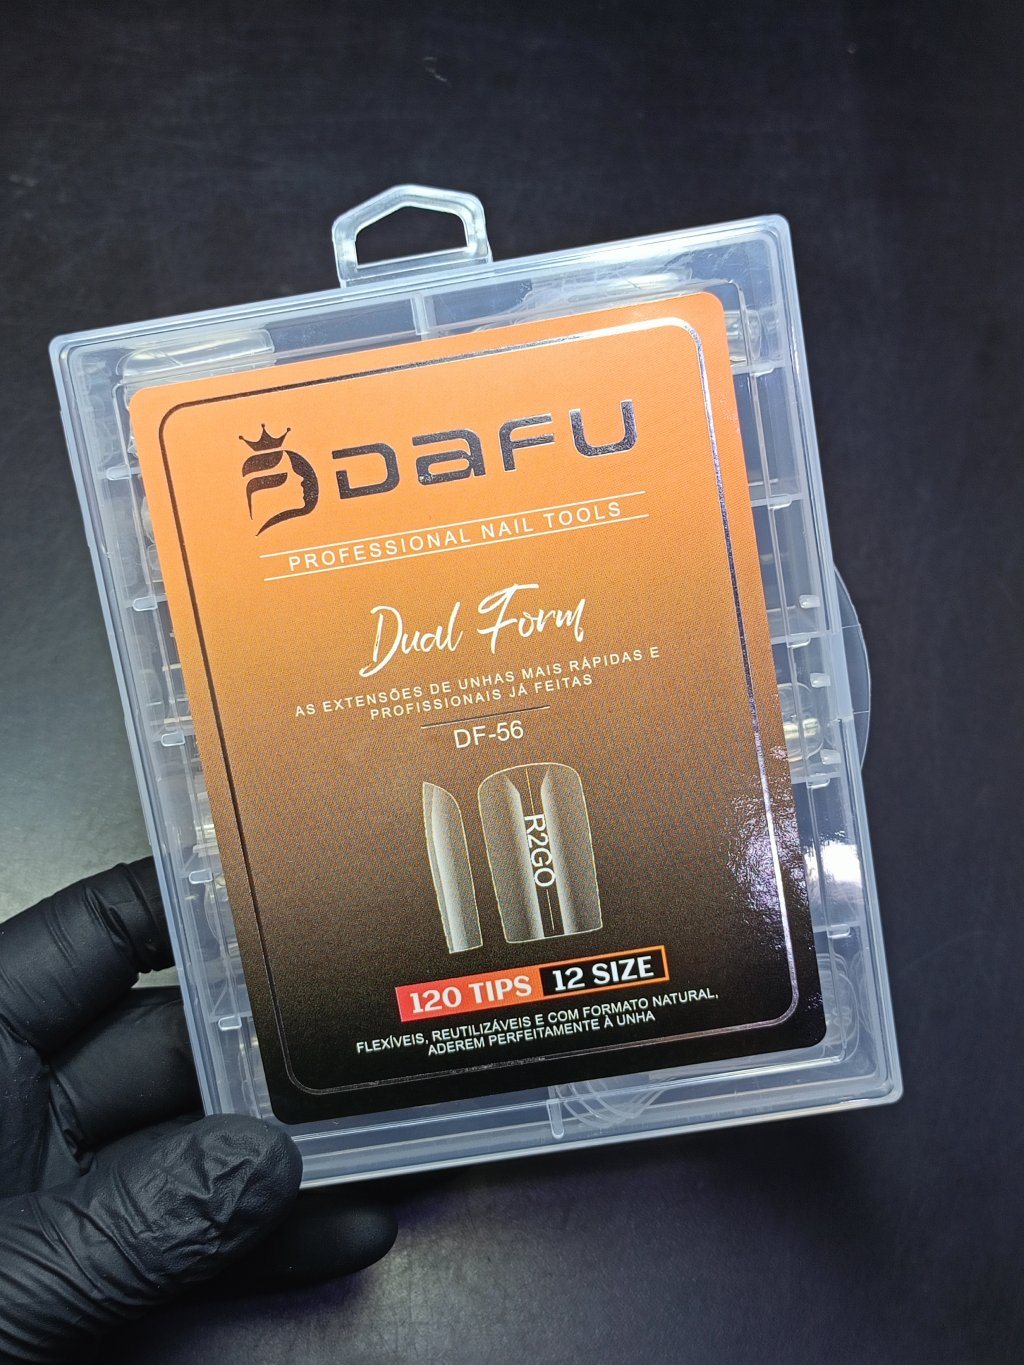 DAFU
PROFESSIONAL NAIL TOOLS
Dual Form
AS EXTENSÕES DE UNHAS MAIS RÁPIDAS E
PROFISSIONAIS JÁ FEITAS
DF-56
R2GO
120 TIPS 12 SIZE
FLEXÍVEIS, REUTILIZÁVEIS E COM FORMATO NATURAL,
ADEREM PERFEITAMENTE À UNHA